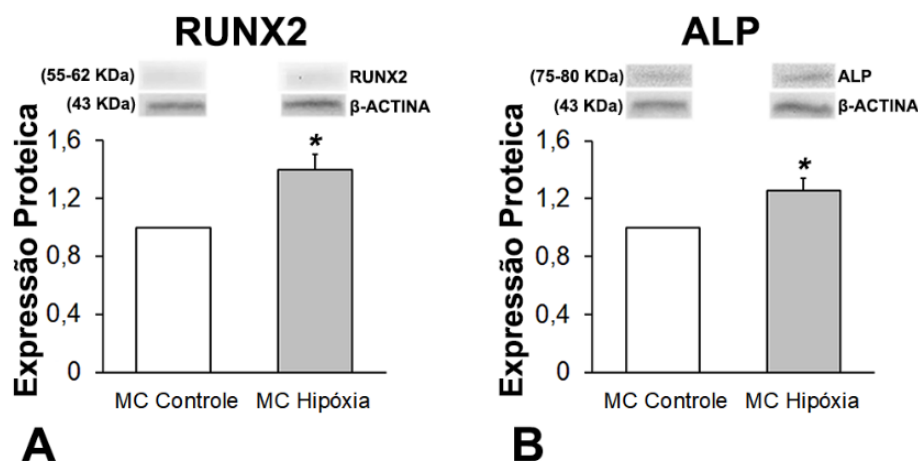 RUNX2
(55-62 KDa)
RUNX2
(43 KDa)
β-ACTINA
Expressão Proteica
1,6
*
1,2
0,8
0,4
0
MC Controle
MC Hipóxia
A
ALP
(75-80 KDa)
ALP
(43 KDa)
β-ACTINA
Expressão Proteica
1,6
*
1,2
0,8
0,4
0
MC Controle
MC Hipóxia
B